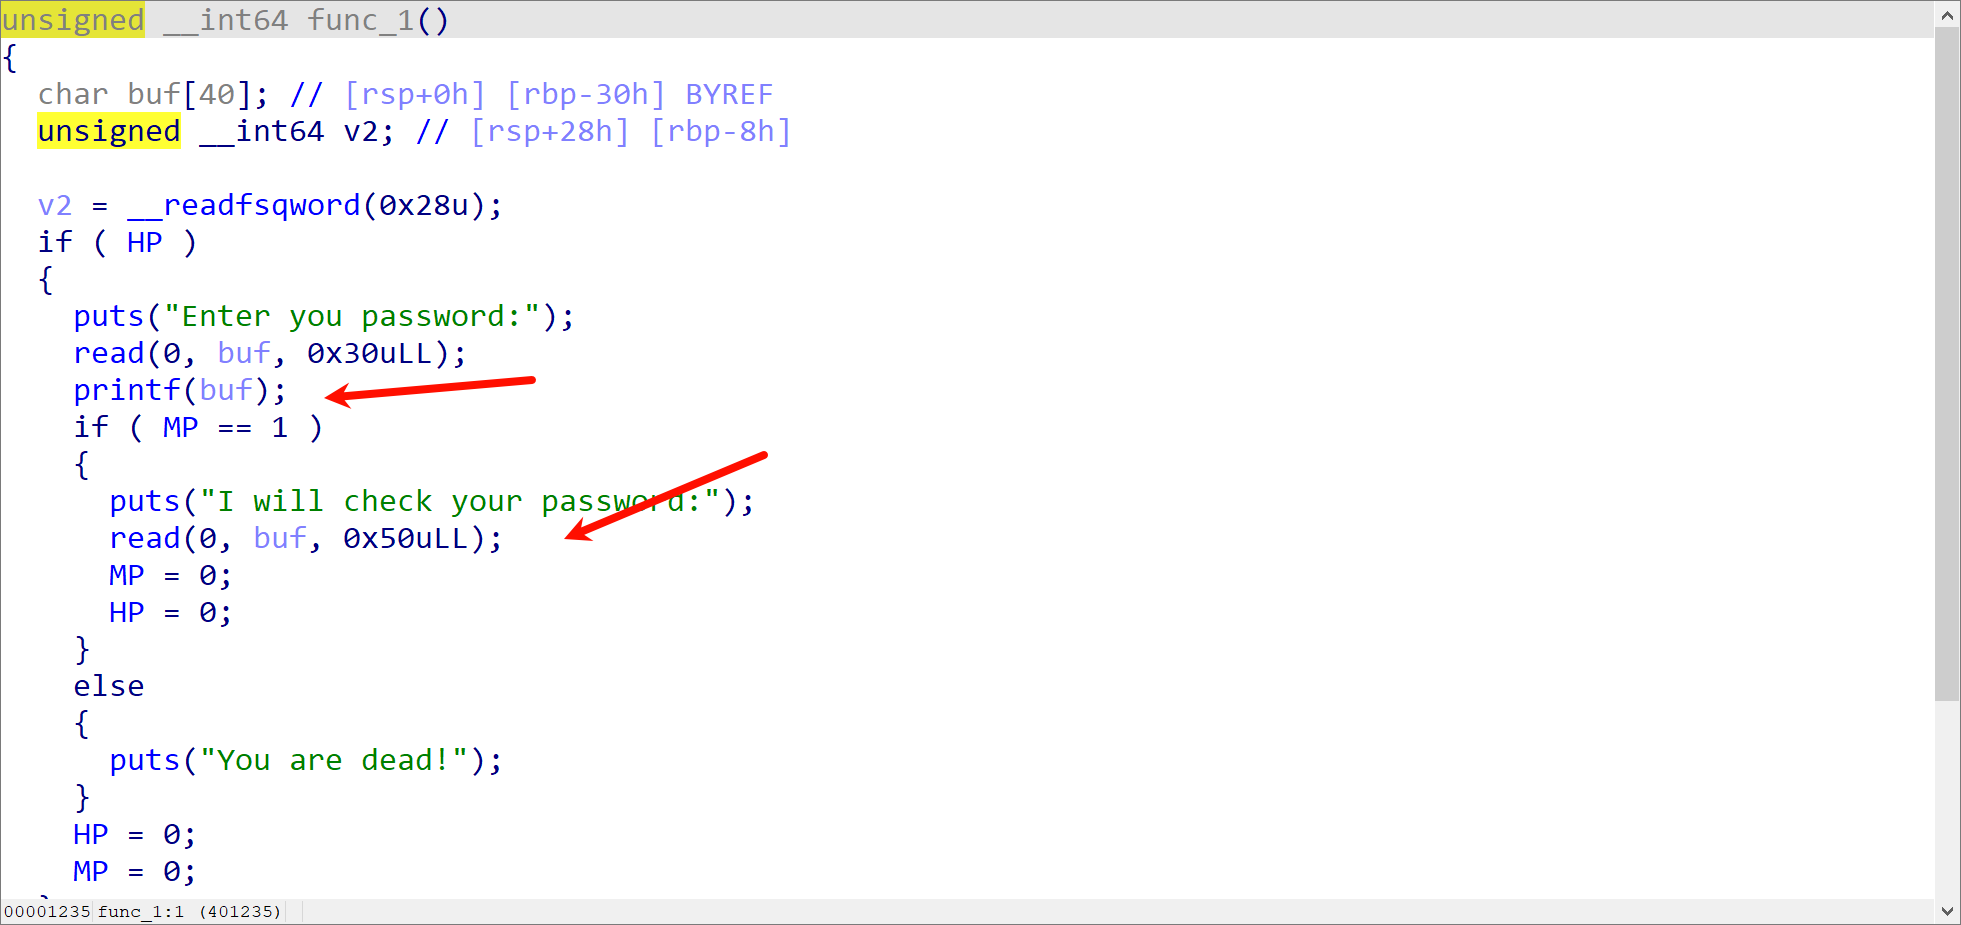 unsigned __int64 func_1()
{
  char buf[40]; // [rsp+0h] [rbp-30h] BYREF
  unsigned __int64 v2; // [rsp+28h] [rbp-8h]

  v2 = __readfsqword(0x28u);
  if ( HP )
  {
    puts("Enter you password:");
    read(0, buf, 0x30uLL);
    printf(buf);
    if ( MP == 1 )
    {
      puts("I will check your password:");
      read(0, buf, 0x50uLL);
      MP = 0;
      HP = 0;
    }
    else
    {
      puts("You are dead!");
    }
    HP = 0;
    MP = 0;
00001235 func_1:1 (401235)